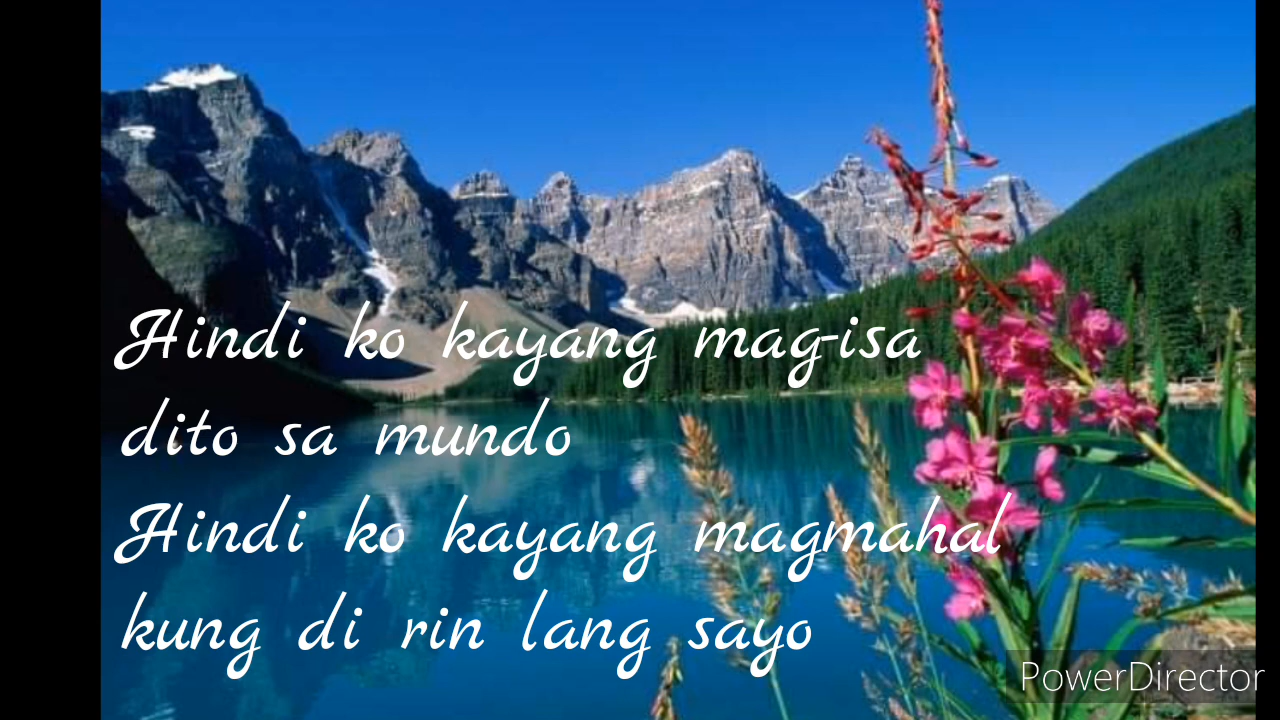 Hindi ko kayang mag-isa
dito sa mundo
Hindi ko kayang magmahal
kung di rin lang sayo
PowerDirector